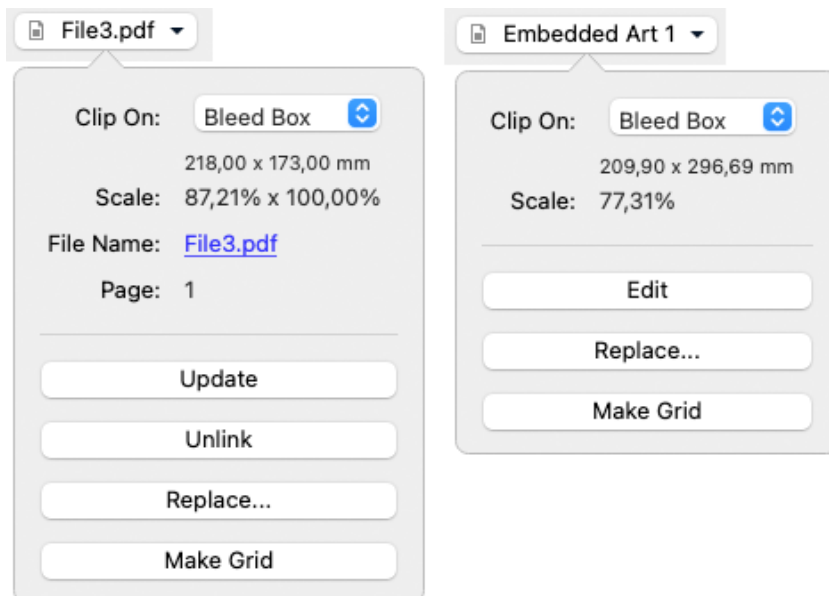 File3.pdf
Clip On: Bleed Box
218,00 x 173,00 mm
Scale: 87,21% x 100,00%
File Name: File3.pdf
Page: 1
Update
Unlink
Replace...
Make Grid
Embedded Art 1
Clip On: Bleed Box
209,90 x 296,69 mm
Scale: 77,31%
Edit
Replace...
Make Grid